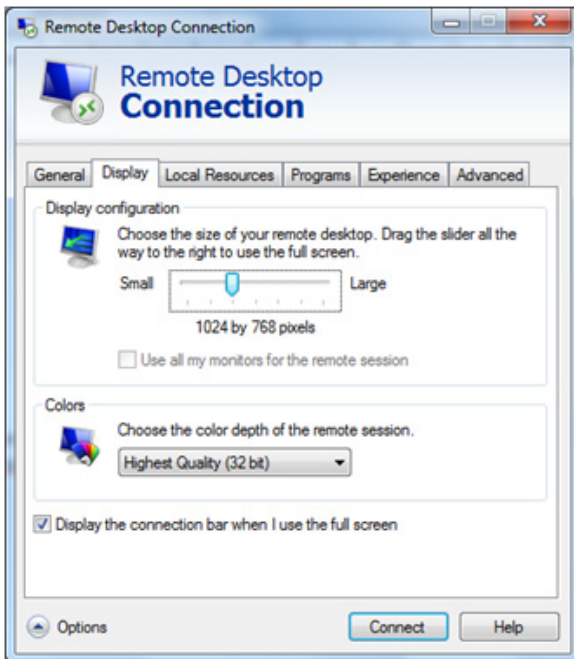 Remote Desktop Connection
Remote Desktop
Connection
General Display Local Resources Programs Experience Advanced
Display configuration
Choose the size of your remote desktop. Drag the slider all the
way to the right to use the full screen.
Small Large
1024 by 768 pixels
Use all my monitors for the remote session
Colors
Choose the color depth of the remote session.
Highest Quality (32 bit)
Display the connection bar when I use the full screen
Options Connect Help